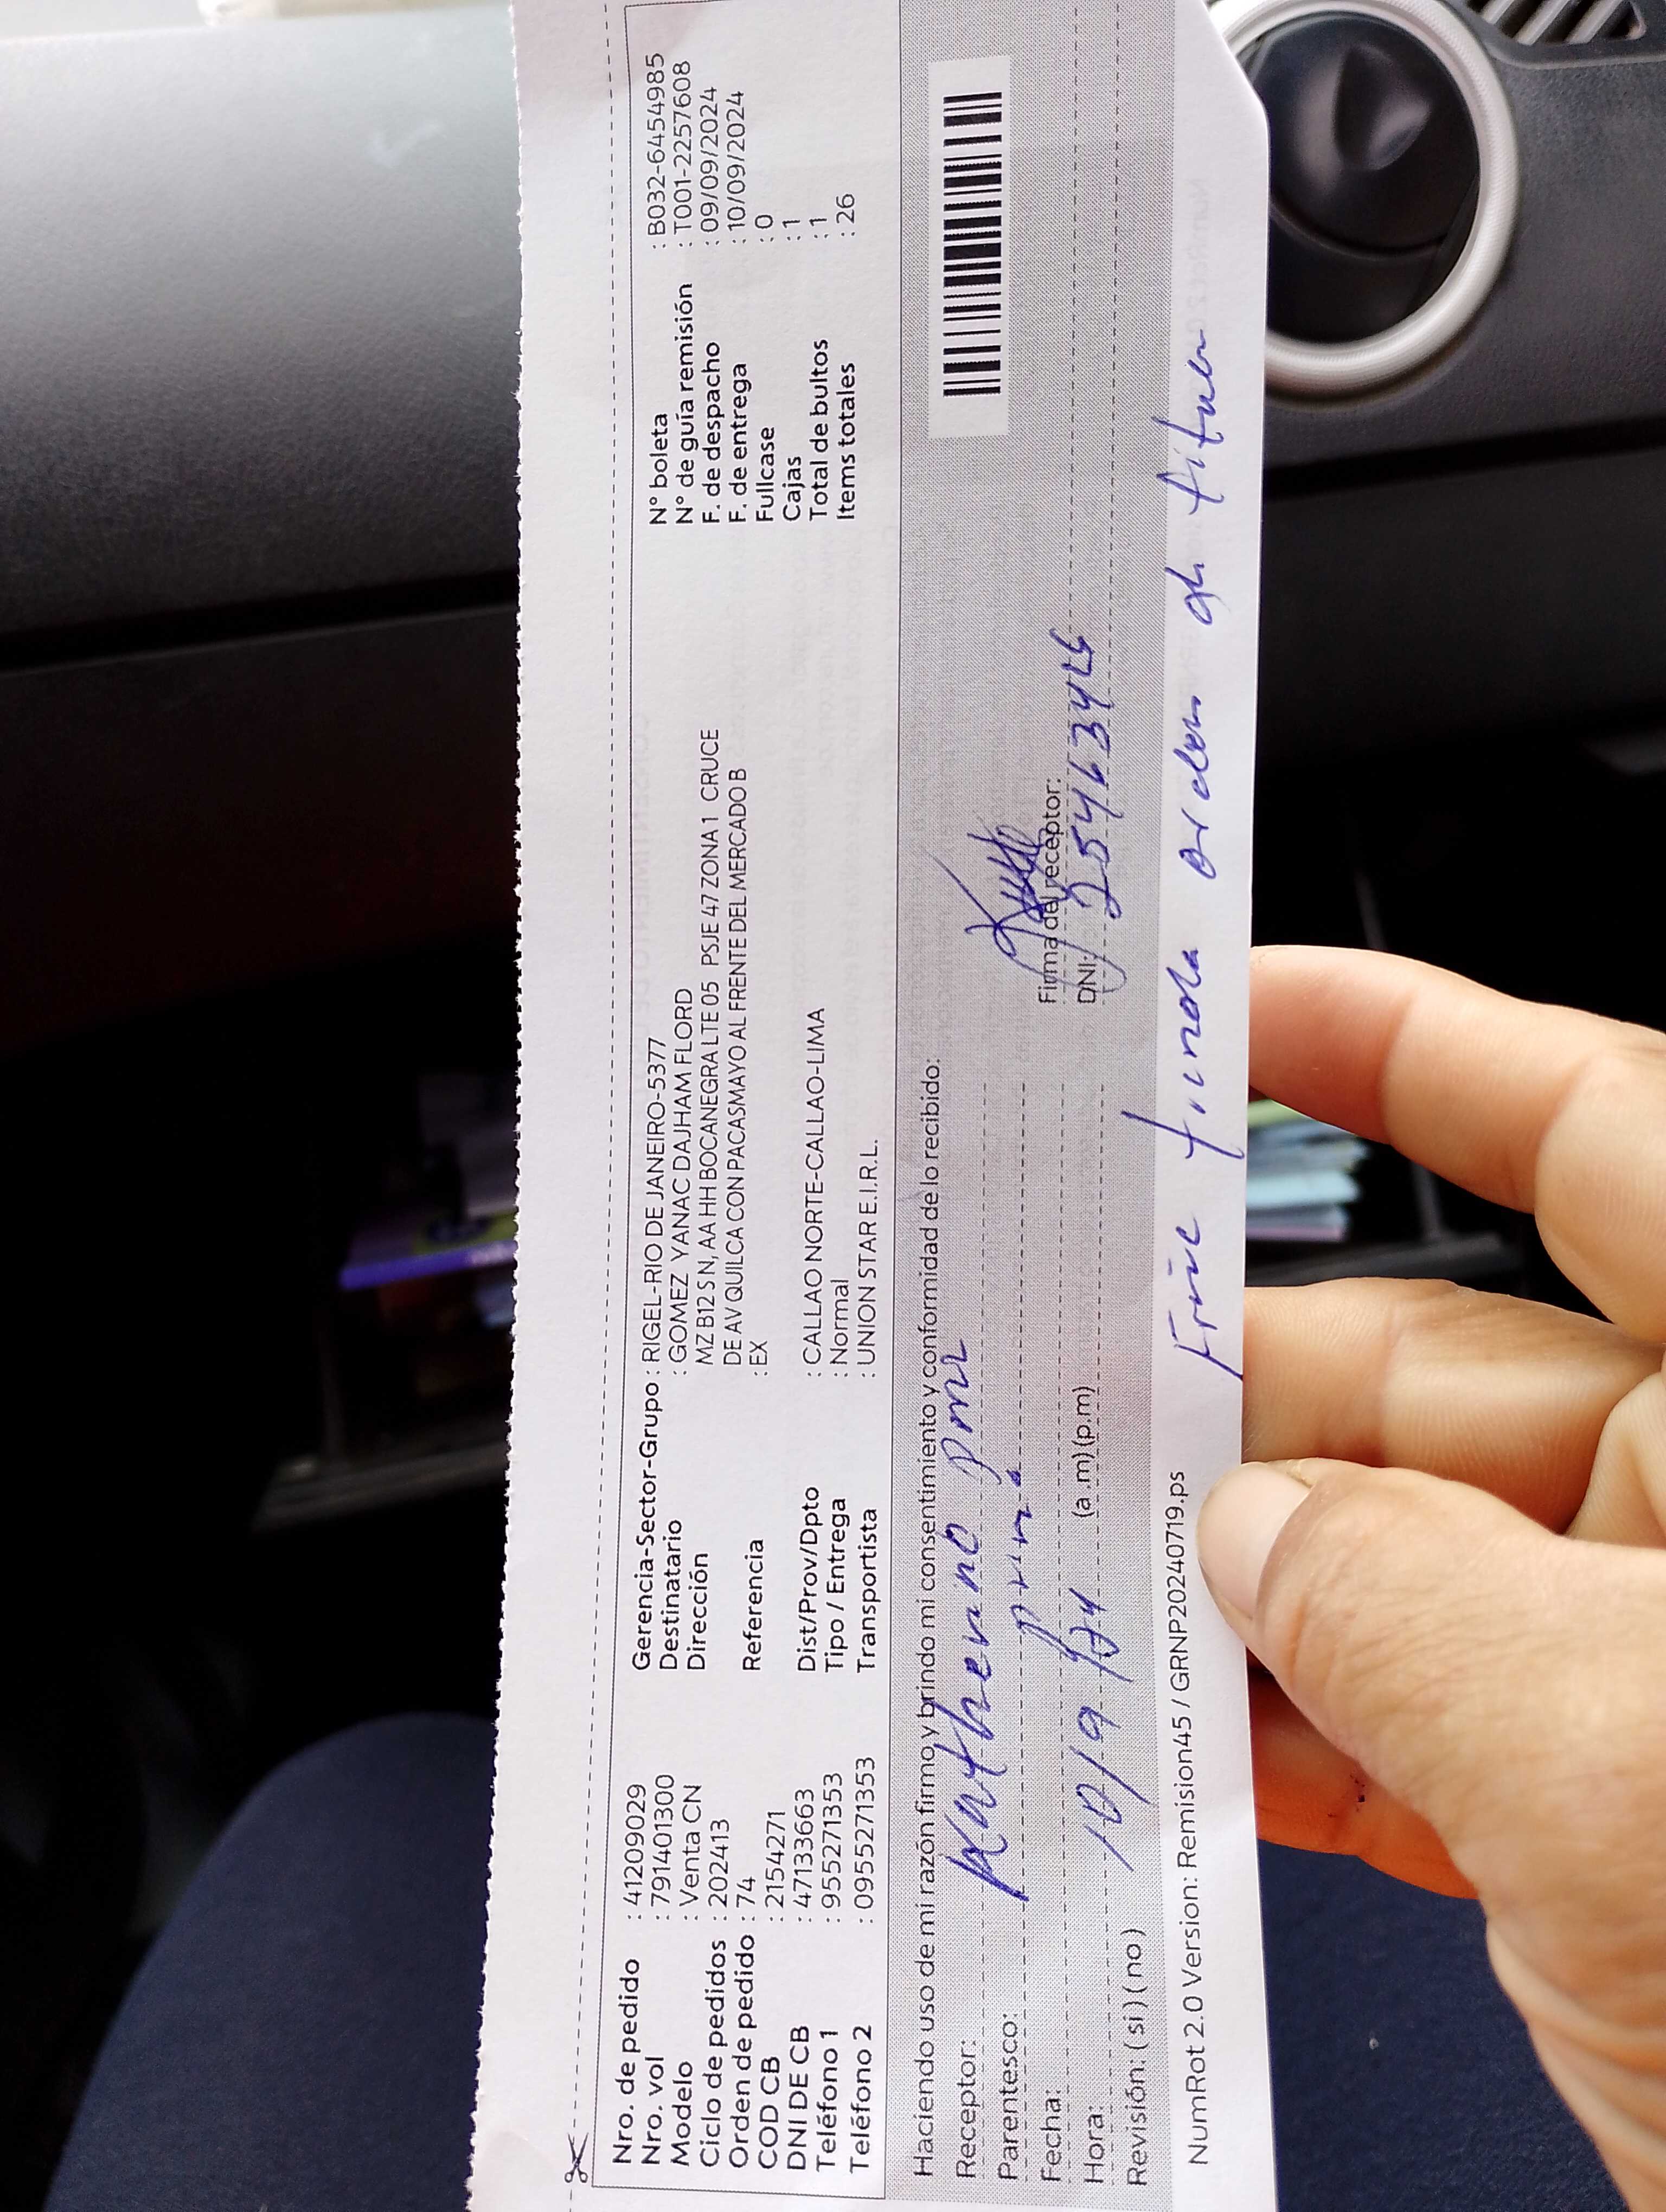 Nro. de pedido : 41209029
Nro. vol : 791401300
Modelo : Venta CN
Ciclo de pedidos : 202413
Orden de pedido : 74
COD CB : 21544271
DNI DE CB : 47133663
Teléfono 1 : 955271353
Teléfono 2 : 0955271353
Gerencia-Sector-Grupo : RIGEL-RIO DE JANEIRO-5377
Destinatario : GOMEZ YANAC DAJHAM FLORD
Dirección MZ B12 S N, AA HH BOCANEGRA LTE 05 PSJE 47 ZONA 1 CRUCE
DE AV QUILCA CON PACASMAYO AL FRENTE DEL MERCADO B
Referencia : EX
Dist/Prov/Dpto : CALLAO NORTE-CALLAO-LIMA
Tipo / Entrega : Normal
Transportista : UNION STAR E.I.R.L.
N° boleta : B032-6454985
N° de guía remisión : T001-2257608
F. de despacho : 09/09/2024
F. de entrega : 10/09/2024
Fullcase : 0
Cajas : 1
Total de bultos : 1
Items totales : 26
Haciendo uso de mi razón firmo y brindo mi consentimiento y conformidad de lo recibido:
Receptor:
Parentesco:
Fecha: 10/9/24
Hora: (a.m)(p.m)
Revisión: (si)(no)
Firma del receptor:
DNI:
NumRot 2.0 Version: Remision45 / GRNP20240719.ps